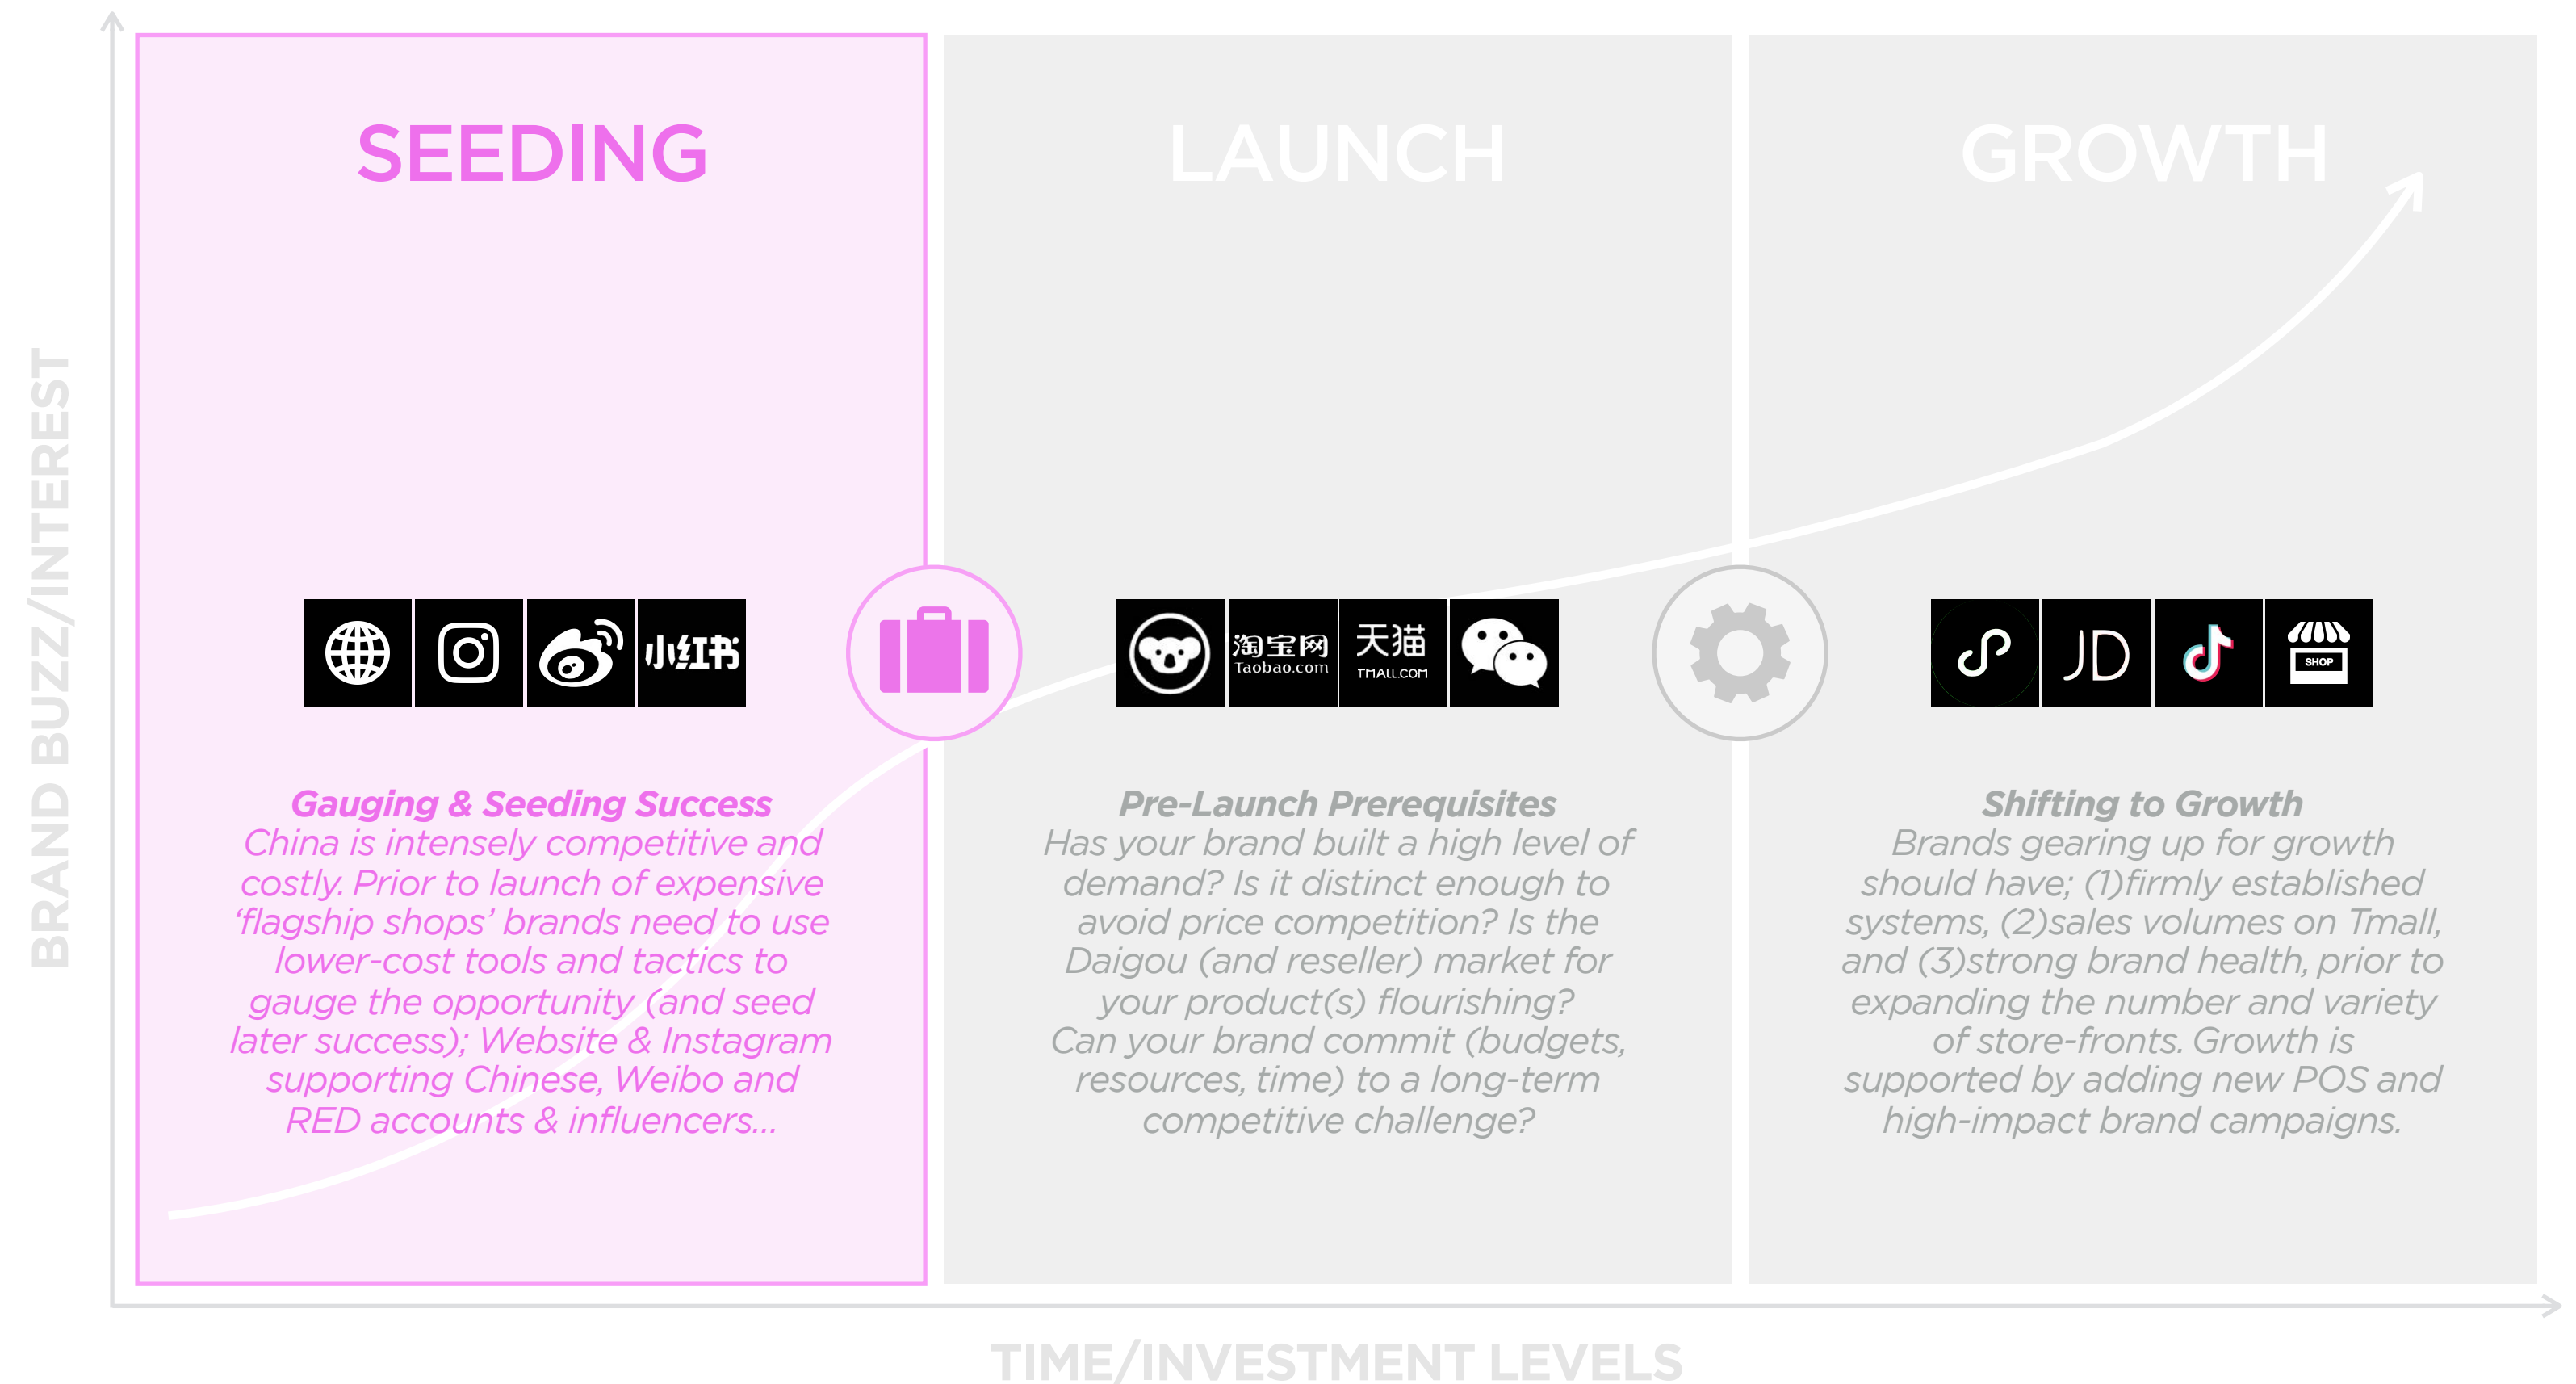 BRAND BUZZ/INTEREST
SEEDING
LAUNCH
GROWTH
小红书
淘宝网
Taobao.com
天猫
TMALL.COM
JD
SHOP
Gauging & Seeding Success
China is intensely competitive and
costly. Prior to launch of expensive
‘flagship shops’ brands need to use
lower-cost tools and tactics to
gauge the opportunity (and seed
later success); Website & Instagram
supporting Chinese, Weibo and
RED accounts & influencers...
Pre-Launch Prerequisites
Has your brand built a high level of
demand? Is it distinct enough to
avoid price competition? Is the
Daigou (and reseller) market for
your product(s) flourishing?
Can your brand commit (budgets,
resources, time) to a long-term
competitive challenge?
Shifting to Growth
Brands gearing up for growth
should have; (1)firmly established
systems, (2)sales volumes on Tmall,
and (3)strong brand health, prior to
expanding the number and variety
of store-fronts. Growth is
supported by adding new POS and
high-impact brand campaigns.
TIME/INVESTMENT LEVELS